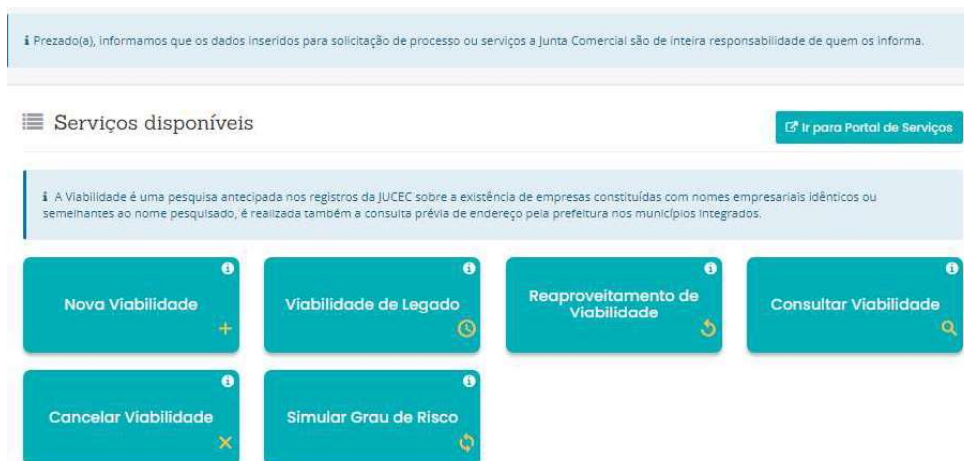 Prezado(a), informamos que os dados inseridos para solicitação de processo ou serviços a Junta Comercial são de inteira responsabilidade de quem os informa.
Serviços disponíveis
Ir para Portal de Serviços
A Viabilidade é uma pesquisa antecipada nos registros da JUCEC sobre a existência de empresas constituídas com nomes empresariais idênticos ou
semelhantes ao nome pesquisado, é realizada também a consulta prévia de endereço pela prefeitura nos municípios integrados.
Nova Viabilidade
Viabilidade de Legado
Reaproveitamento de
Viabilidade
Consultar Viabilidade
Cancelar Viabilidade
Simular Grau de Risco